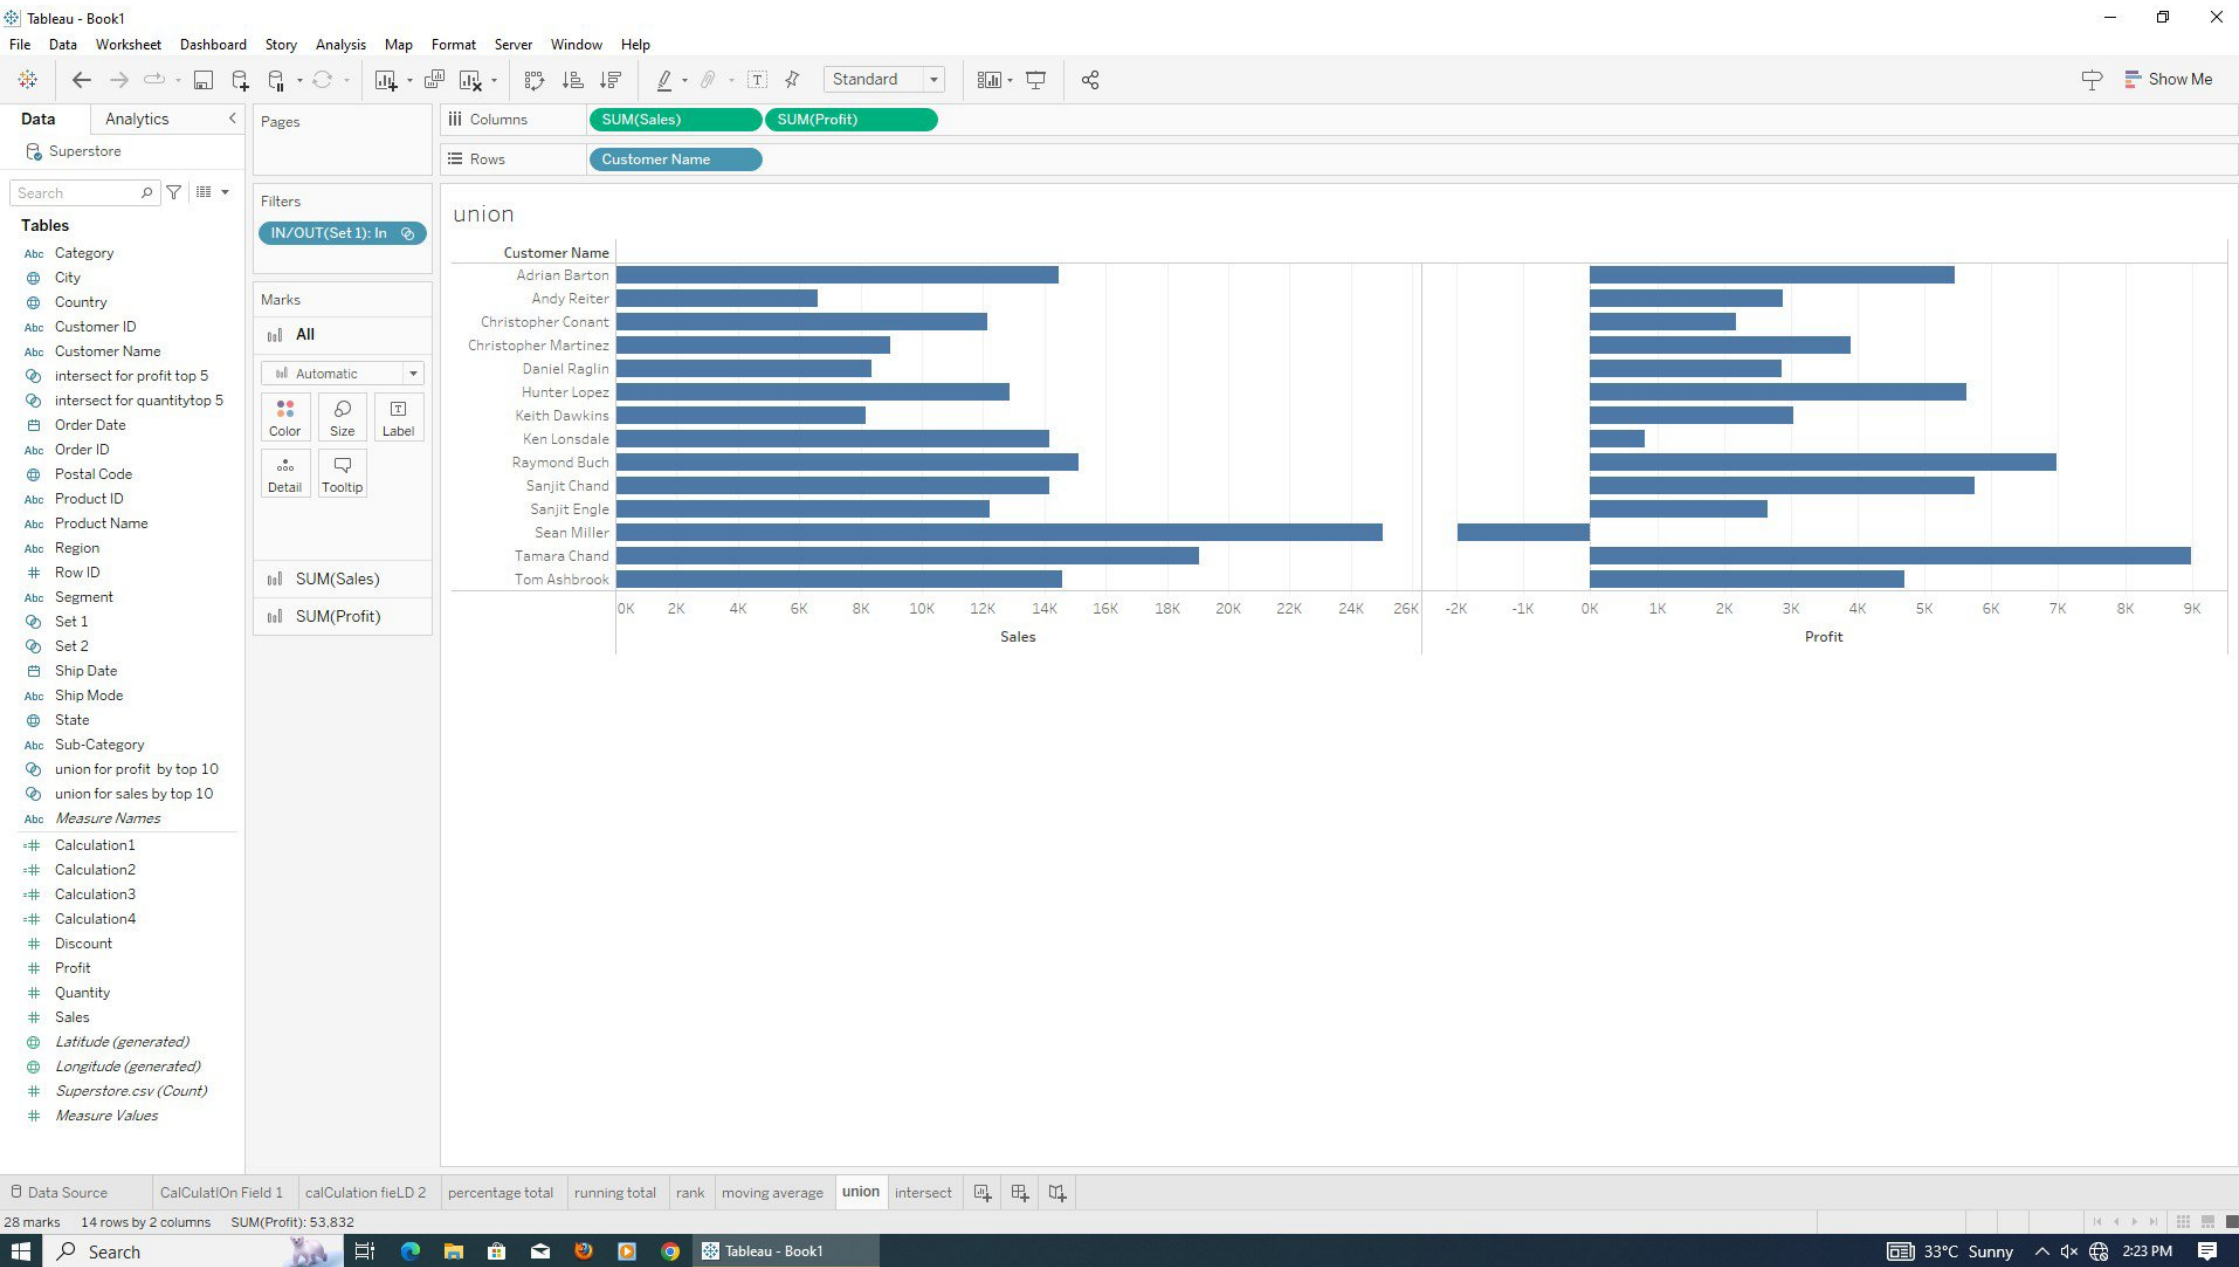 Tableau - Book1
File Data Worksheet Dashboard Story Analysis Map Format Server Window Help
Standard
Show Me
Data Analytics
Superstore
Search
Tables
Abc Category
City
Country
Abc Customer ID
Abc Customer Name
intersect for profit top 5
intersect for quantitytop 5
Order Date
Abc Order ID
Postal Code
Abc Product ID
Abc Product Name
Abc Region
# Row ID
Abc Segment
Set 1
Set 2
Ship Date
Abc Ship Mode
State
Abc Sub-Category
union for profit by top 10
union for sales by top 10
Abc Measure Names
=# Calculation1
=# Calculation2
=# Calculation3
=# Calculation4
# Discount
# Profit
# Quantity
# Sales
Latitude (generated)
Longitude (generated)
# Superstore.csv (Count)
# Measure Values
Pages
Filters
IN/OUT(Set 1): In
Marks
All
Automatic
Color Size Label
Detail Tooltip
SUM(Sales)
SUM(Profit)
Columns SUM(Sales) SUM(Profit)
Rows Customer Name
union
Customer Name
Adrian Barton
Andy Reiter
Christopher Conant
Christopher Martinez
Daniel Raglin
Hunter Lopez
Keith Dawkins
Ken Lonsdale
Raymond Buch
Sanjit Chand
Sanjit Engle
Sean Miller
Tamara Chand
Tom Ashbrook
0K 2K 4K 6K 8K 10K 12K 14K 16K 18K 20K 22K 24K 26K -2K -1K 0K 1K 2K 3K 4K 5K 6K 7K 8K 9K
Sales Profit
Data Source CalCulatIOn Field 1 calCulation fieLD 2 percentage total running total rank moving average union intersect
28 marks 14 rows by 2 columns SUM(Profit): 53,832
Search Tableau - Book1 33°C Sunny 2:23 PM